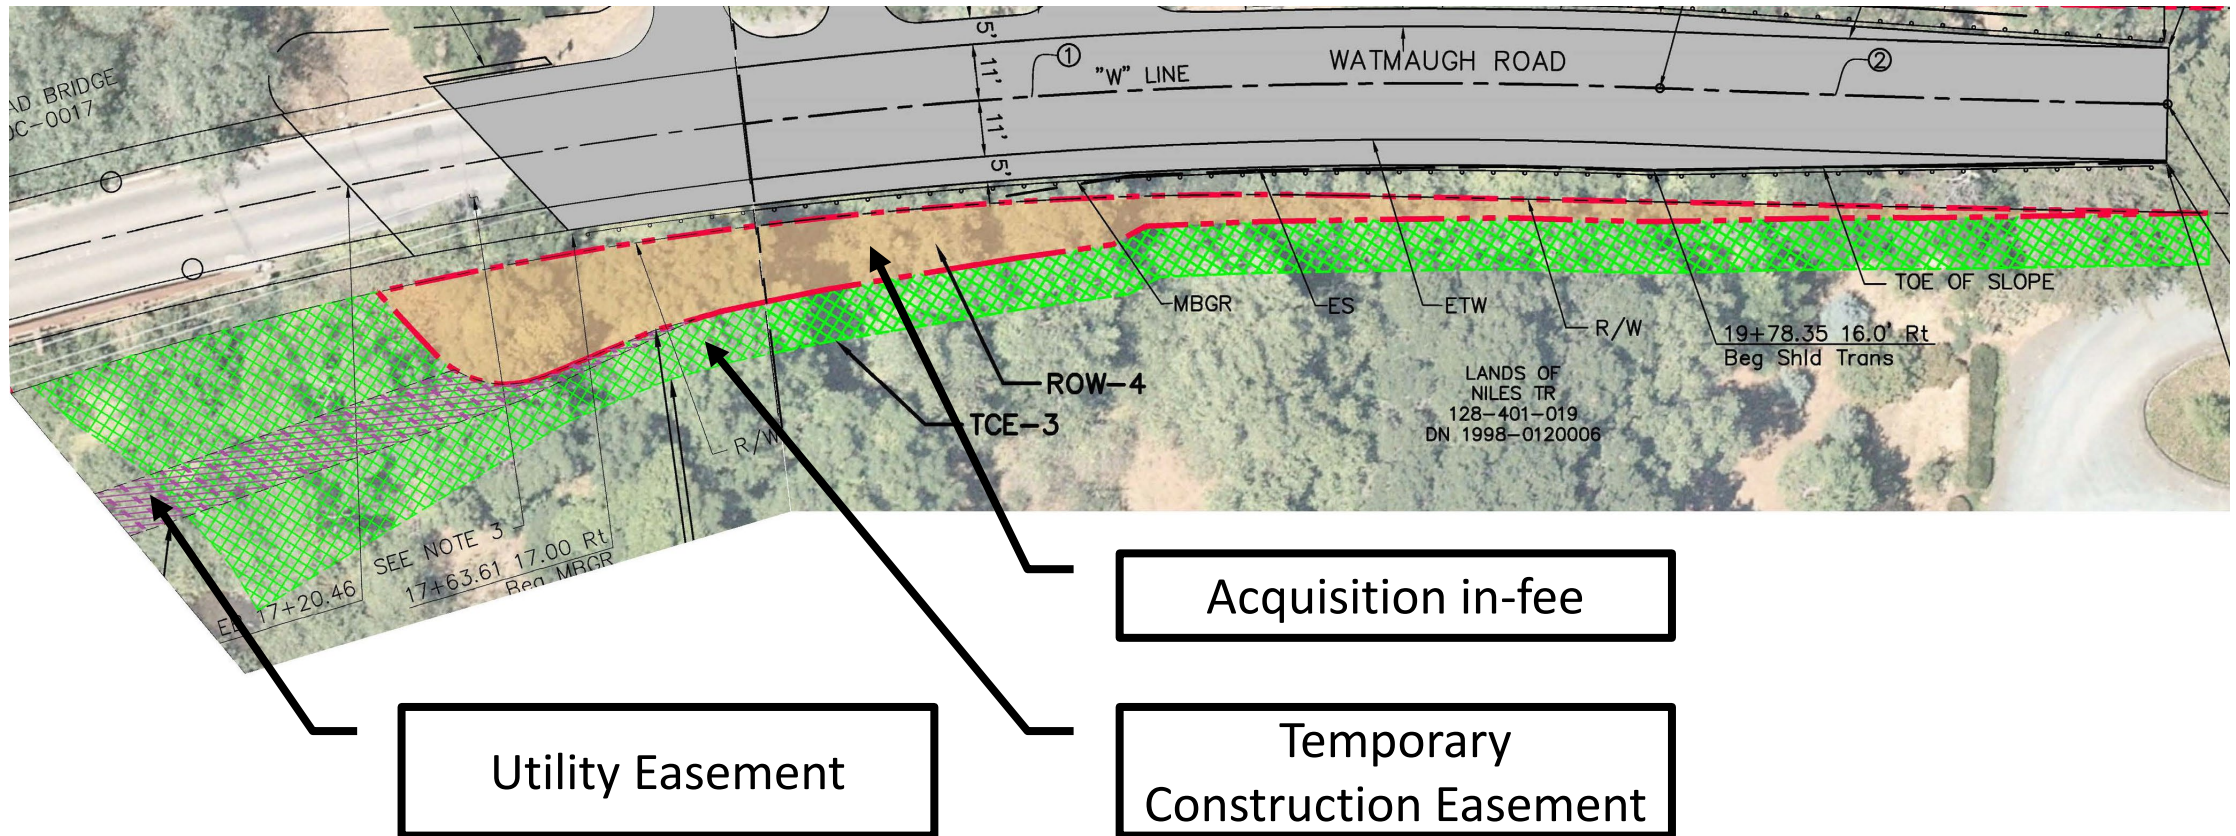 AD BRIDGE
0C-0017
5'
11'
11'
5'
1
"W" LINE
WATMAUGH ROAD
2
MBGR
ES
ETW
R/W
TOE OF SLOPE
19+78.35 16.0' Rt
Beg Shld Trans
ROW-4
TCE-3
R/W
LANDS OF
NILES TR
128-401-019
DN 1998-0120006
SEE NOTE 3
17+20.46
17+63.61 17.00 Rt
Beg MBGR
Acquisition in-fee
Utility Easement
Temporary
Construction Easement